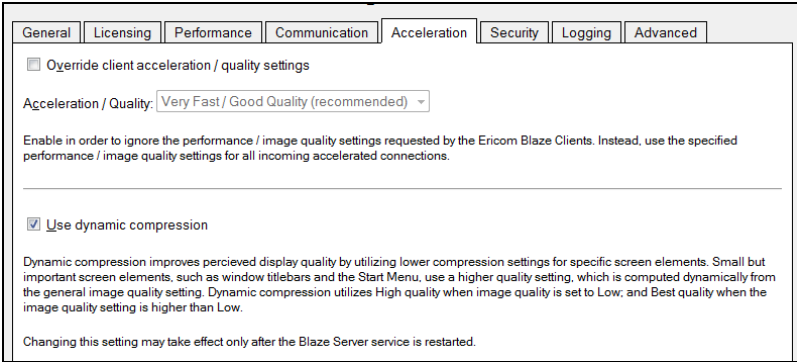 General Licensing Performance Communication Acceleration Security Logging Advanced
Override client acceleration / quality settings
Acceleration / Quality: Very Fast / Good Quality (recommended)
Enable in order to ignore the performance / image quality settings requested by the Ericom Blaze Clients. Instead, use the specified
performance / image quality settings for all incoming accelerated connections.
Use dynamic compression
Dynamic compression improves percieved display quality by utilizing lower compression settings for specific screen elements. Small but
important screen elements, such as window titlebars and the Start Menu, use a higher quality setting, which is computed dynamically from
the general image quality setting. Dynamic compression utilizes High quality when image quality is set to Low; and Best quality when the
image quality setting is higher than Low.
Changing this setting may take effect only after the Blaze Server service is restarted.